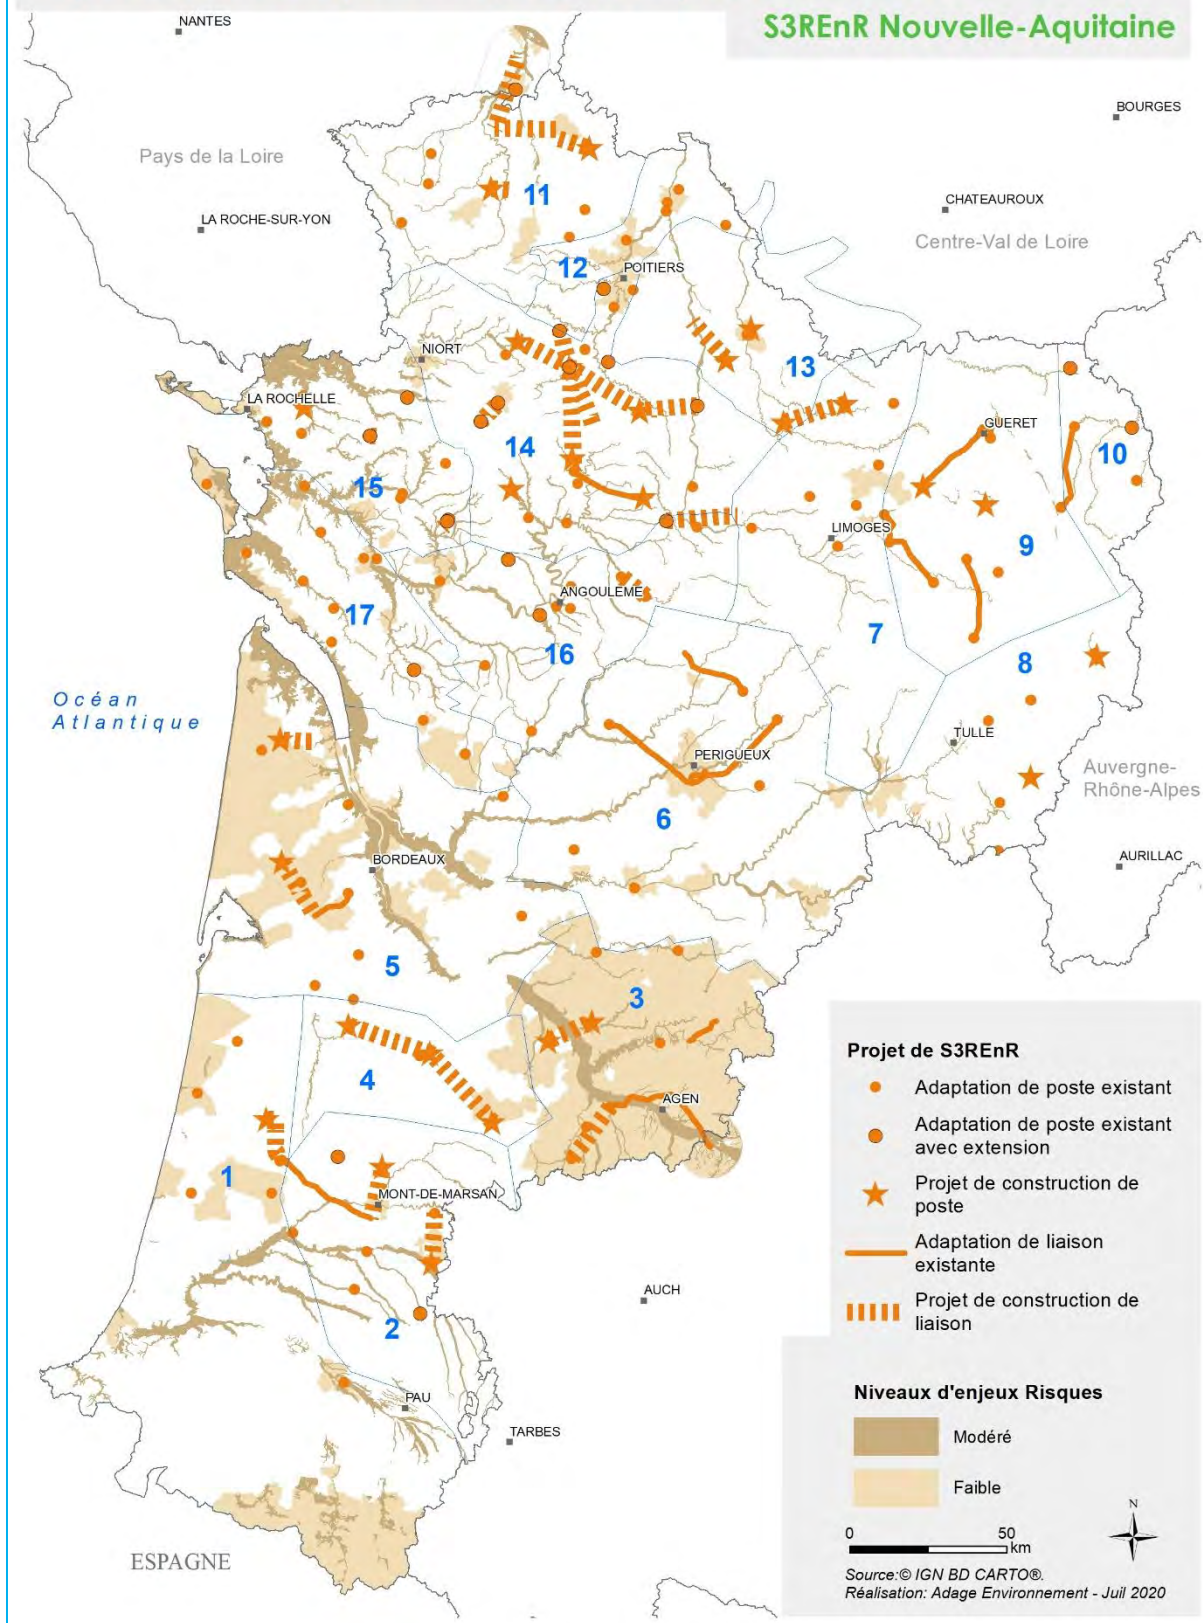 S3REnR Nouvelle-Aquitaine
NANTES
BOURGES
Pays de la Loire
11
CHATEAUROUX
LA ROCHE-SUR-YON
Centre-Val de Loire
12
POITIERS
NIORT
13
LA ROCHELLE
GUERET
14
10
15
LIMOGES
9
ANGOULEME
17
7
16
8
Océan
Atlantique
TULLE
PERIGUEUX
Auvergne-
Rhône-Alpes
6
BORDEAUX
AURILLAC
5
3
4
AGEN
1
MONT-DE-MARSAN
AUCH
2
PAU
TARBES
ESPAGNE
Projet de S3REnR
Adaptation de poste existant
Adaptation de poste existant
avec extension
Projet de construction de
poste
Adaptation de liaison
existante
Projet de construction de
liaison
Niveaux d'enjeux Risques
Modéré
Faible
N
0 50
km
Source:© IGN BD CARTO®.
Réalisation: Adage Environnement - Juil 2020